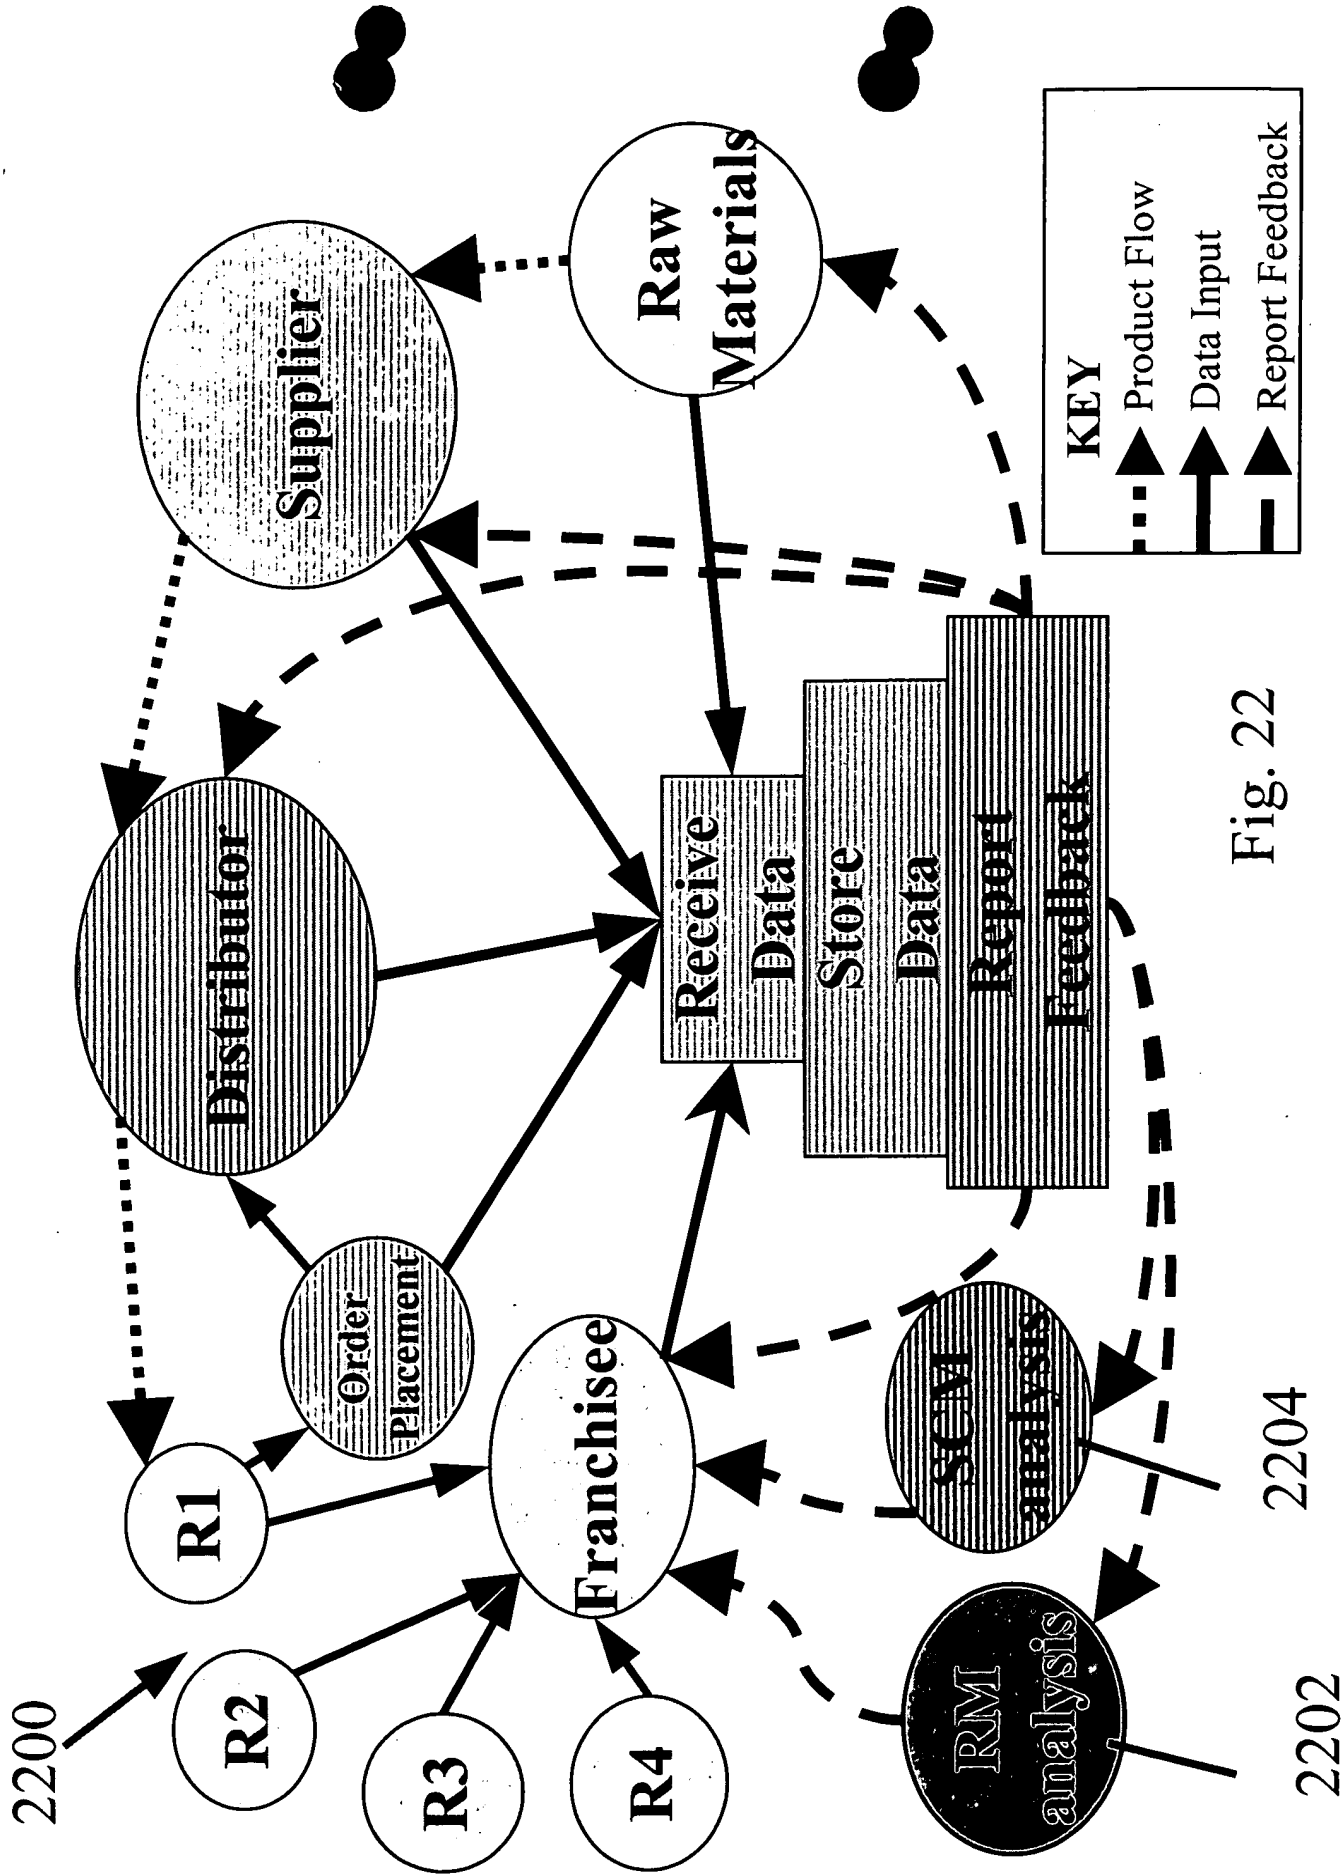 2200
R1
R2
R3
R4
Order
Placement
Distributor
Supplier
Franchisee
Raw
Materials
Receive
Data
Store
Data
Report
Feedback
RM
analysis
SCM
analysis
2202
2204
KEY
Product Flow
Data Input
Report Feedback
Fig. 22